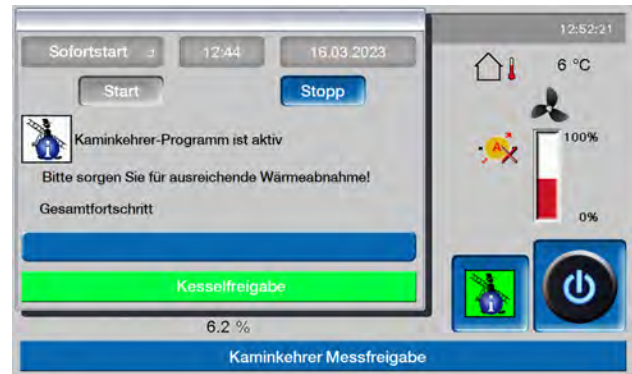 12:52:21
Sofortstart 12:44 16.03.2023
6 °C
Start Stopp
100%
Kaminkehrer-Programm ist aktiv
Bitte sorgen Sie für ausreichende Wärmeabnahme!
Gesamtfortschritt
0%
Kesselfreigabe
6.2 %
Kaminkehrer Messfreigabe